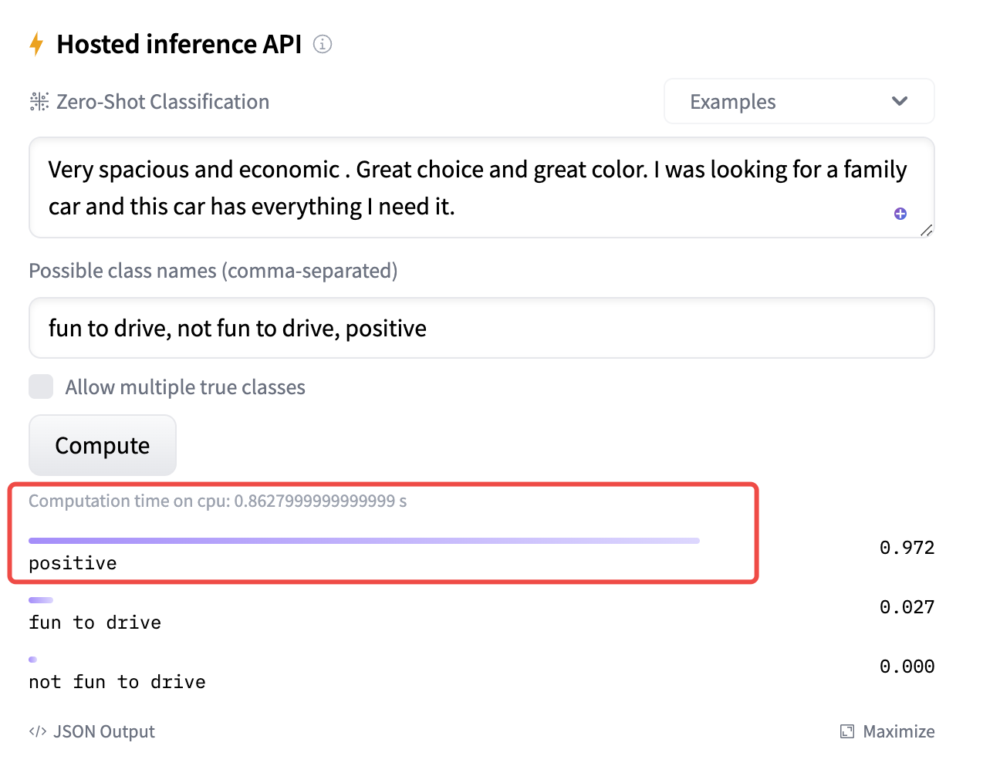 Hosted inference API
Zero-Shot Classification
Examples
Very spacious and economic . Great choice and great color. I was looking for a family
car and this car has everything I need it.
Possible class names (comma-separated)
fun to drive, not fun to drive, positive
Allow multiple true classes
Compute
Computation time on cpu: 0.8627999999999999 s
positive
0.972
fun to drive
0.027
not fun to drive
0.000
</> JSON Output
Maximize